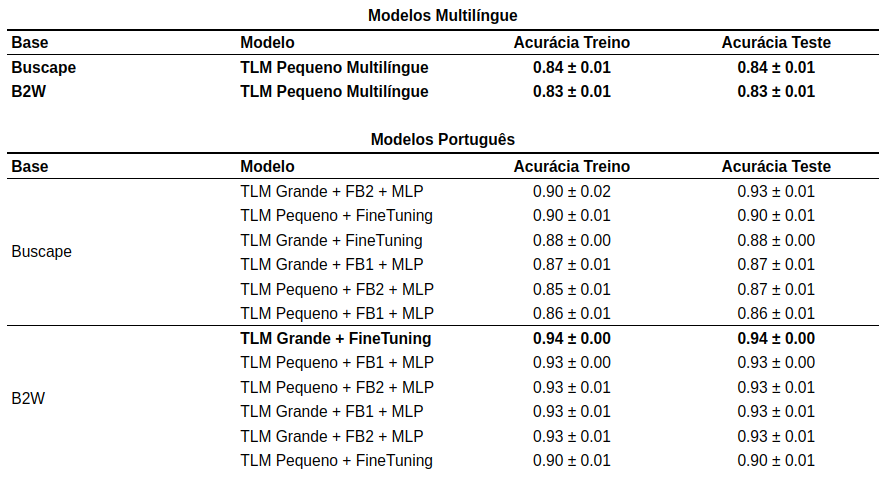 Modelos Multilíngue
Base Modelo Acurácia Treino Acurácia Teste
Buscape TLM Pequeno Multilíngue 0.84 ± 0.01 0.84 ± 0.01
B2W TLM Pequeno Multilíngue 0.83 ± 0.01 0.83 ± 0.01
Modelos Português
Base Modelo Acurácia Treino Acurácia Teste
TLM Grande + FB2 + MLP 0.90 ± 0.02 0.93 ± 0.01
TLM Pequeno + FineTuning 0.90 ± 0.01 0.90 ± 0.01
TLM Grande + FineTuning 0.88 ± 0.00 0.88 ± 0.00
Buscape
TLM Grande + FB1 + MLP 0.87 ± 0.01 0.87 ± 0.01
TLM Pequeno + FB2 + MLP 0.85 ± 0.01 0.87 ± 0.01
TLM Pequeno + FB1 + MLP 0.86 ± 0.01 0.86 ± 0.01
TLM Grande + FineTuning 0.94 ± 0.00 0.94 ± 0.00
TLM Pequeno + FB1 + MLP 0.93 ± 0.00 0.93 ± 0.00
TLM Pequeno + FB2 + MLP 0.93 ± 0.01 0.93 ± 0.01
B2W
TLM Grande + FB1 + MLP 0.93 ± 0.01 0.93 ± 0.01
TLM Grande + FB2 + MLP 0.93 ± 0.01 0.93 ± 0.01
TLM Pequeno + FineTuning 0.90 ± 0.01 0.90 ± 0.01